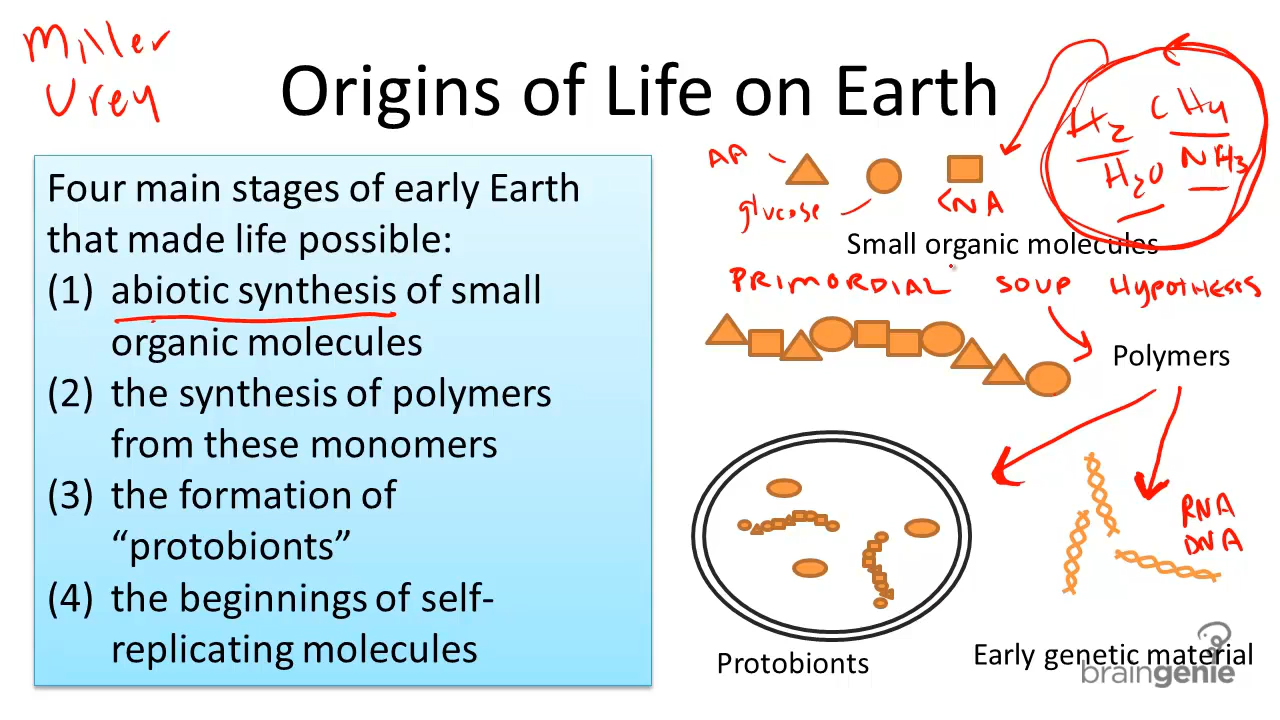 Miller
Urey
Origins of Life on Earth
Four main stages of early Earth
that made life possible:
(1) abiotic synthesis of small
organic molecules
(2) the synthesis of polymers
from these monomers
(3) the formation of
“protobionts”
(4) the beginnings of self-
replicating molecules
H2 CH4
H2O NH3
AA
glucose
NA
Small organic molecules
PRIMORDIAL SOUP HYPOTHESIS
Polymers
RNA
DNA
Protobionts
Early genetic material
braingenie